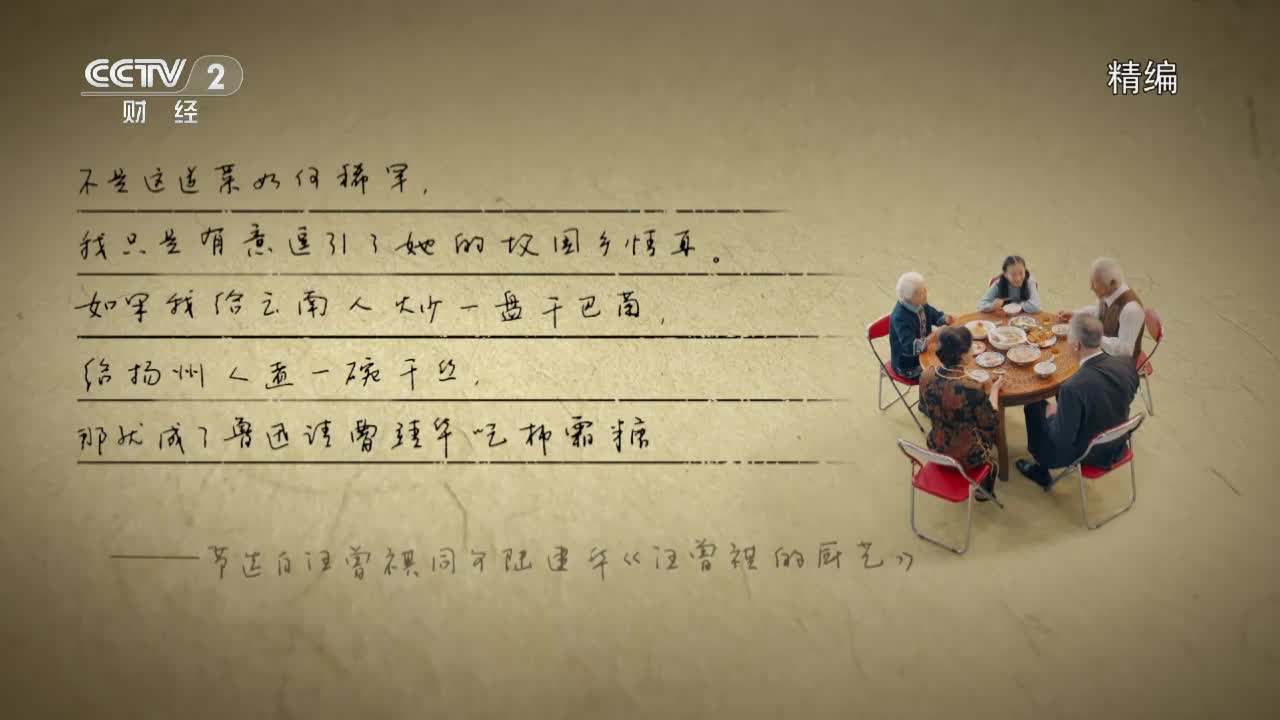 CCTV 2
财经
精编
不是这道菜如何稀罕,
我只是有意逗引了她的故国乡情耳。
如果我给云南人炒一盘干巴菌,
给扬州人煮一碗干丝,
那就成了鲁迅请曹靖华吃柿霜糖
——节选自汪曾祺同乡陆建华《汪曾祺的厨艺》